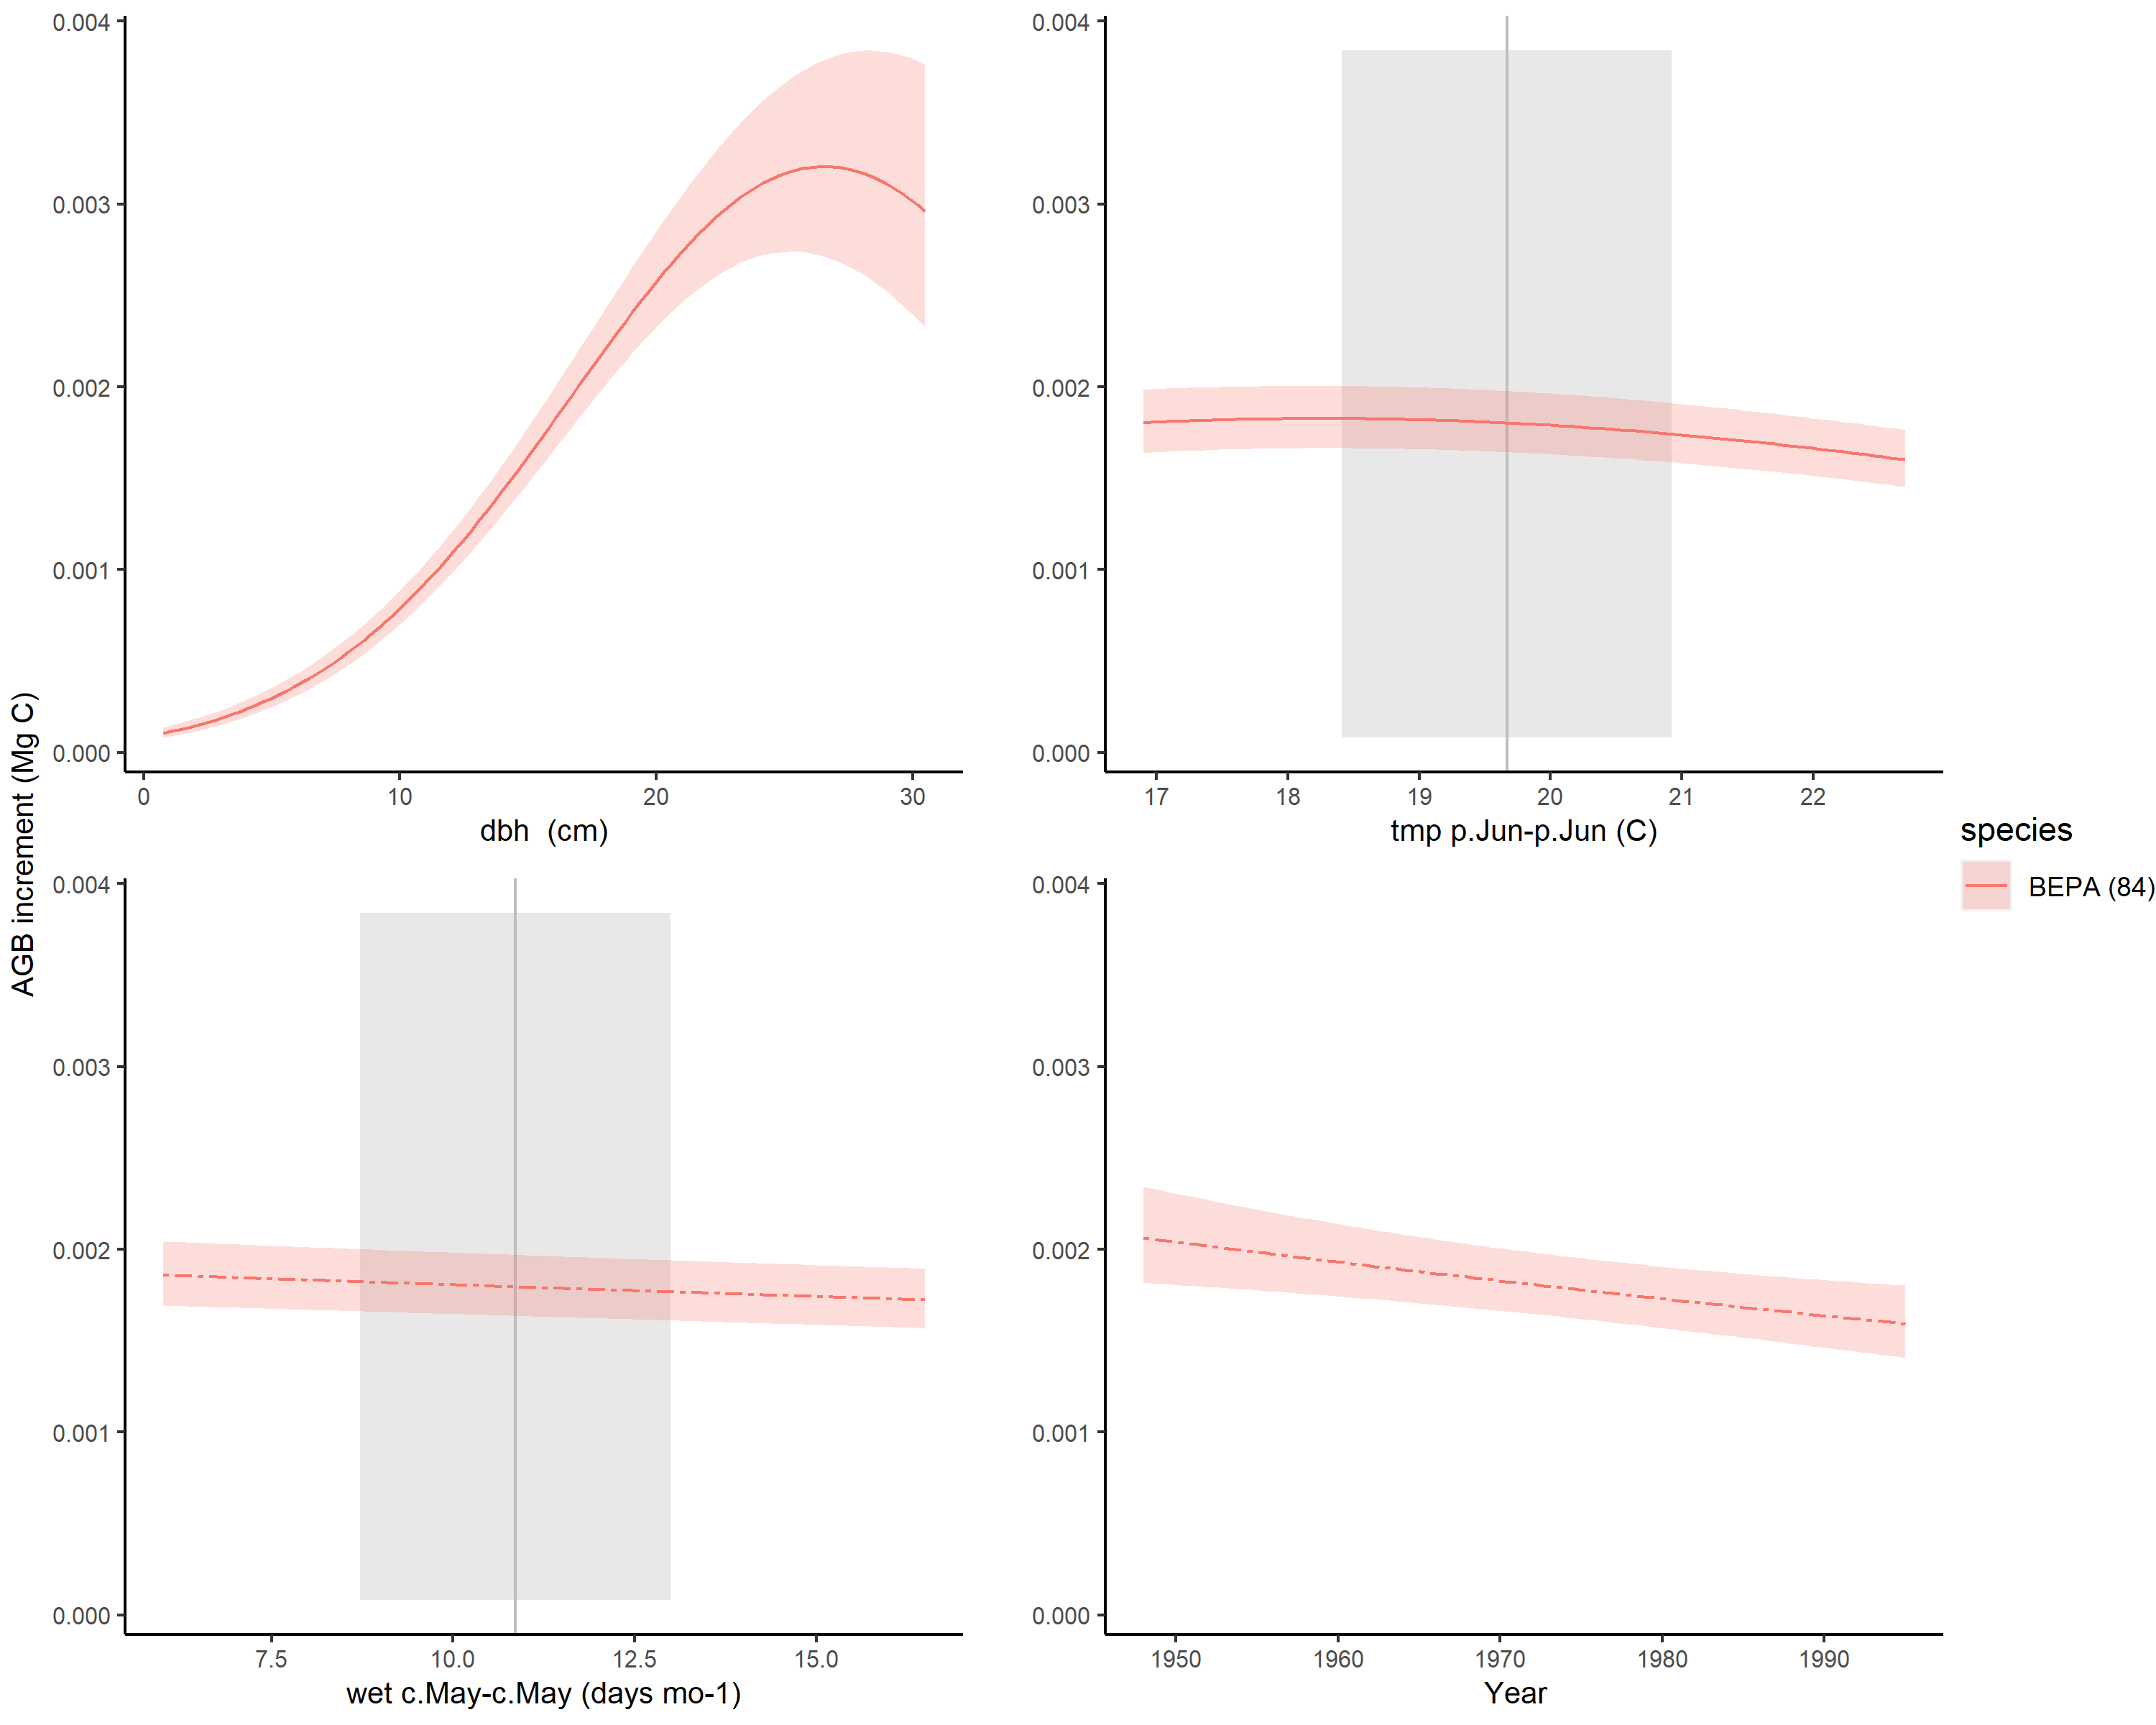 AGB increment (Mg C)
0.004
0.003
0.002
0.001
0.000
0 10 20 30
dbh (cm)
0.004
0.003
0.002
0.001
0.000
17 18 19 20 21 22
tmp p.Jun-p.Jun (C)
0.004
0.003
0.002
0.001
0.000
7.5 10.0 12.5 15.0
wet c.May-c.May (days mo-1)
0.004
0.003
0.002
0.001
0.000
1950 1960 1970 1980 1990
Year
species
BEPA (84)